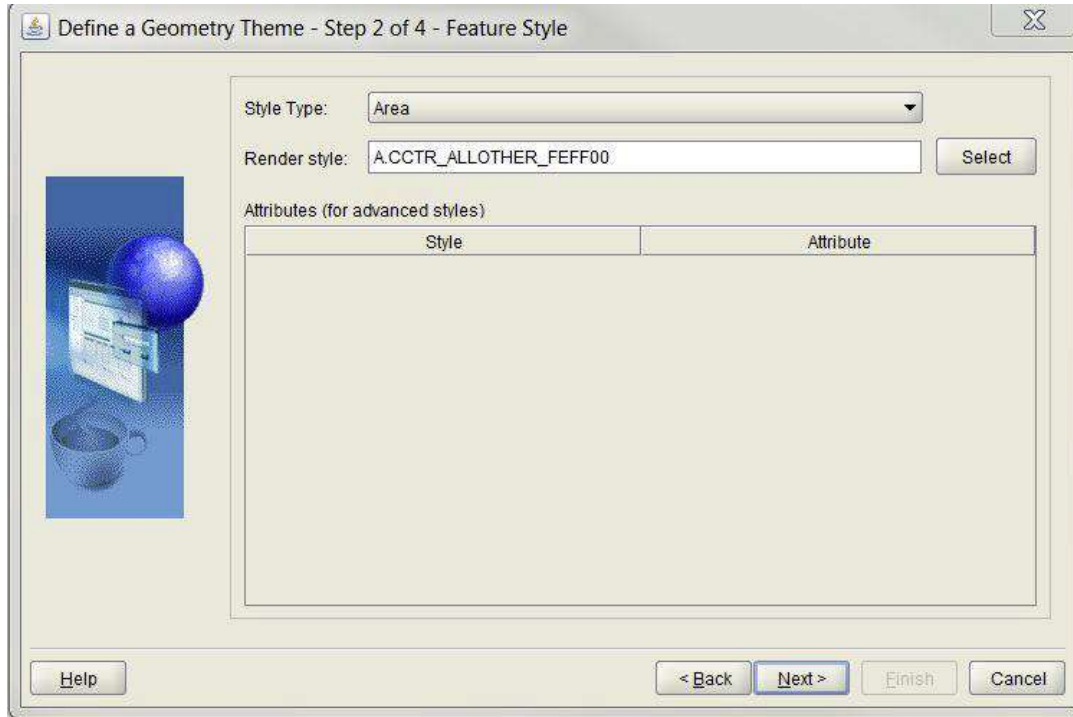 Define a Geometry Theme - Step 2 of 4 - Feature Style
Style Type: Area
Render style: A.CCTR_ALLOTHER_FEFF00 Select
Attributes (for advanced styles)
Style Attribute
Help < Back Next > Finish Cancel